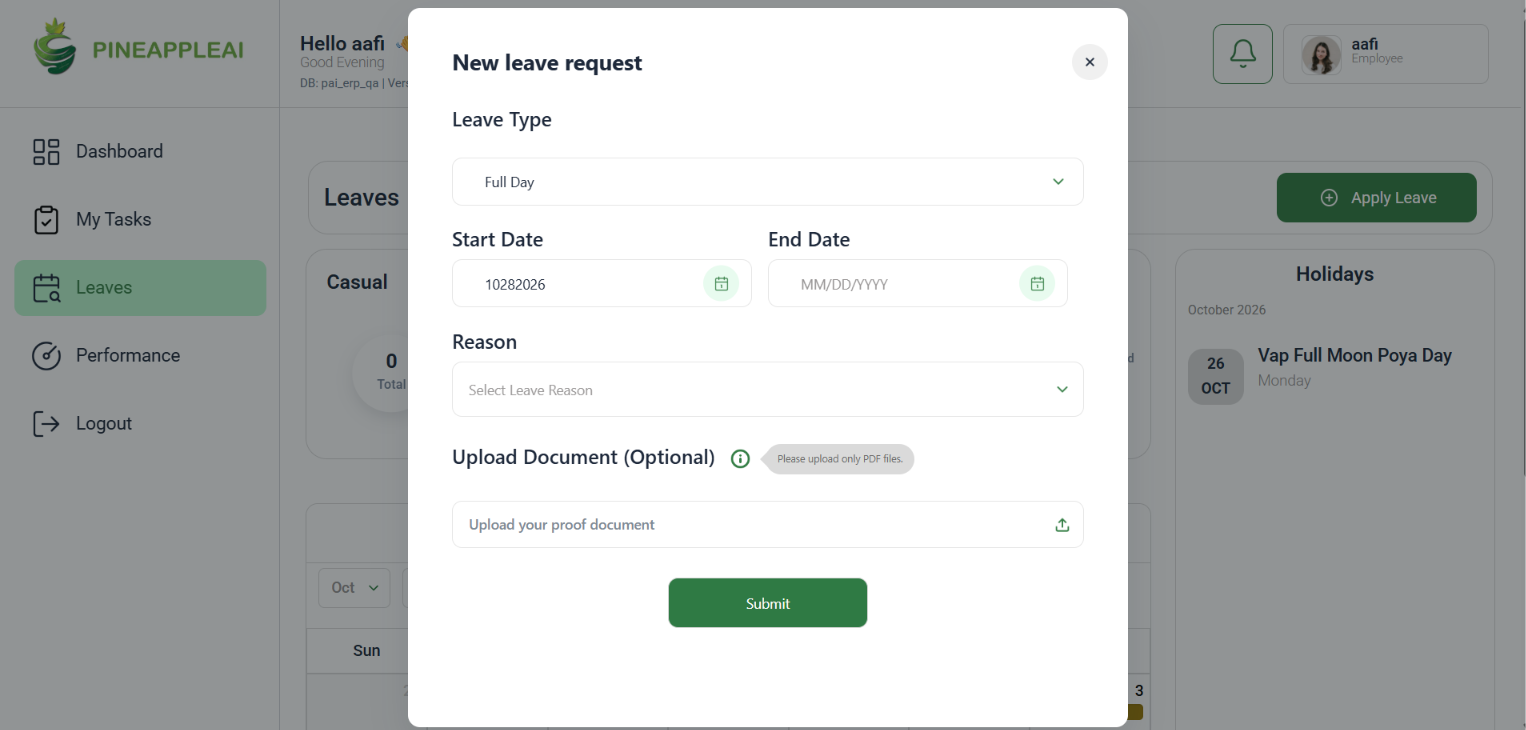 PINEAPPLEAI
Hello aafi
Good Evening
DB: pai_erp_qa |
aafi
Employee
Dashboard
My Tasks
Leaves
Performance
Logout
Leaves
Apply Leave
Casual
0
Total
Oct
Sun
3
New leave request
Leave Type
Full Day
Start Date
End Date
10282026
MM/DD/YYYY
Reason
Select Leave Reason
Upload Document (Optional)
Please upload only PDF files.
Upload your proof document
Submit
Holidays
October 2026
26
OCT
Vap Full Moon Poya Day
Monday